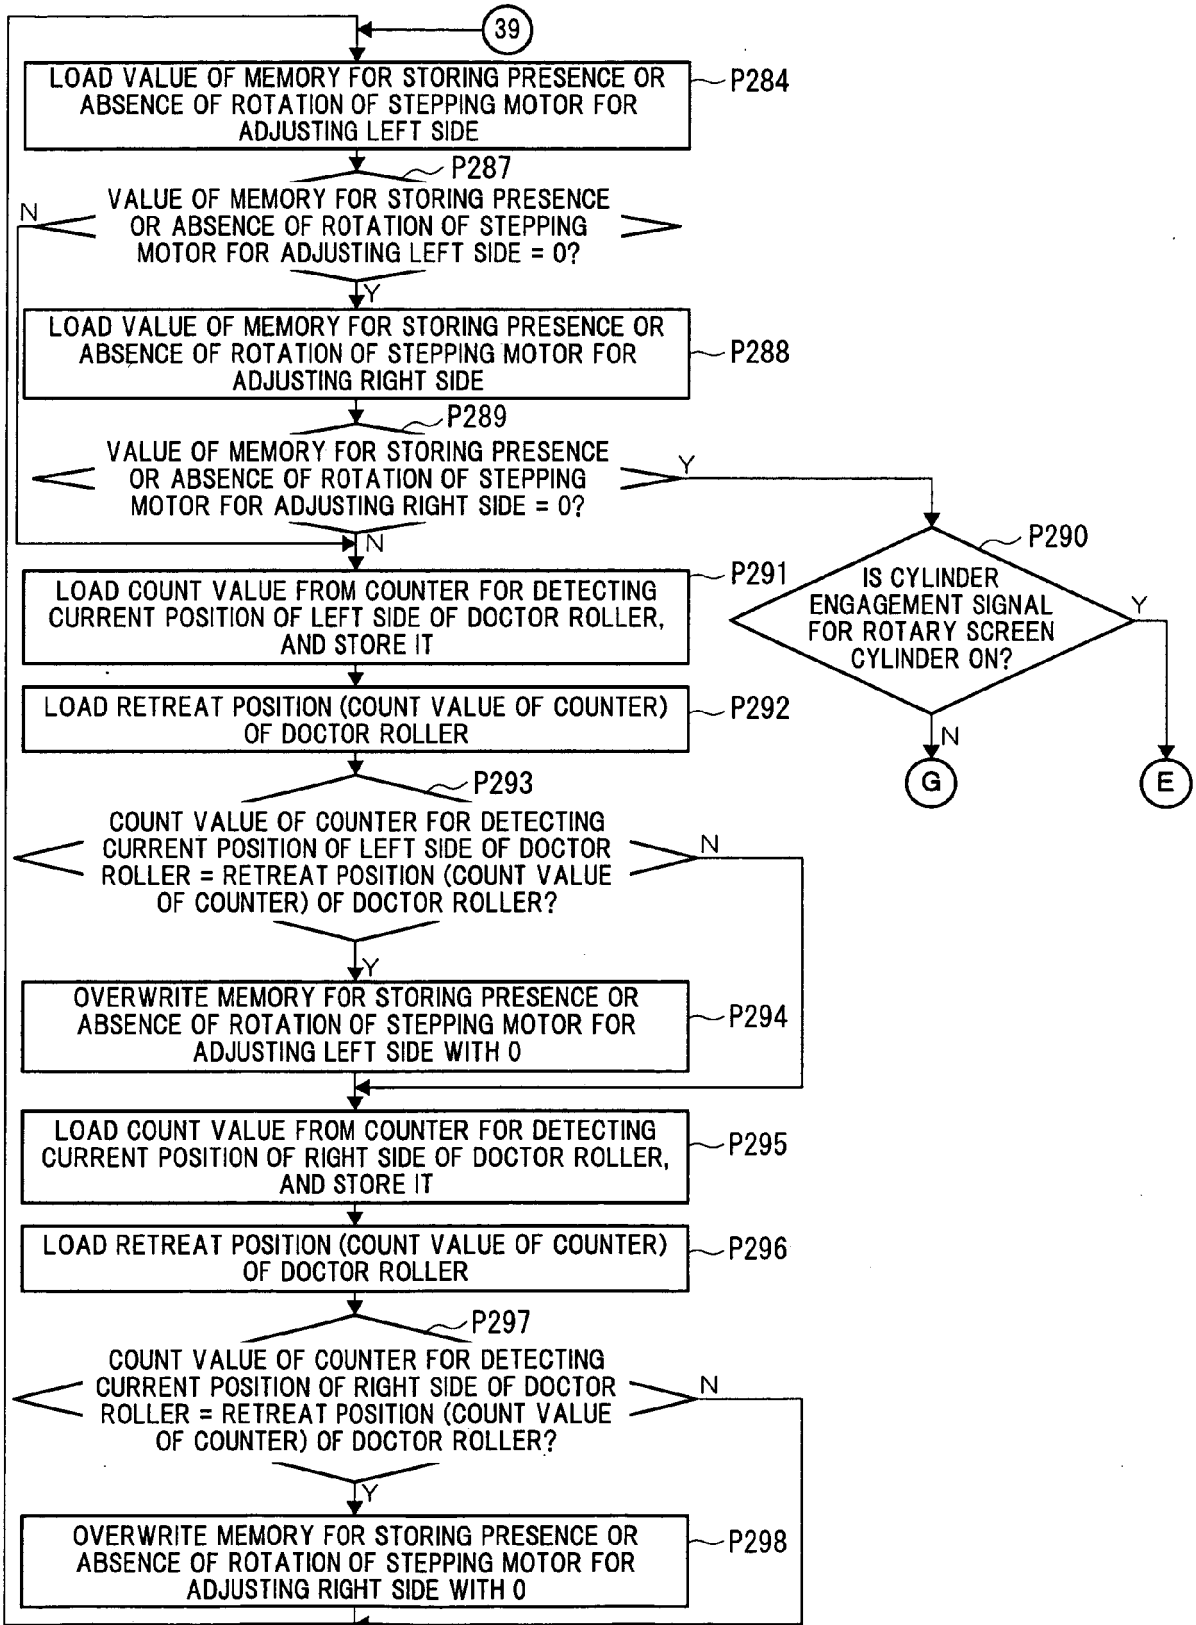 39
LOAD VALUE OF MEMORY FOR STORING PRESENCE OR
ABSENCE OF ROTATION OF STEPPING MOTOR FOR
ADJUSTING LEFT SIDE
P284
P287
VALUE OF MEMORY FOR STORING PRESENCE
OR ABSENCE OF ROTATION OF STEPPING
MOTOR FOR ADJUSTING LEFT SIDE = 0?
N
Y
LOAD VALUE OF MEMORY FOR STORING PRESENCE OR
ABSENCE OF ROTATION OF STEPPING MOTOR FOR
ADJUSTING RIGHT SIDE
P288
P289
VALUE OF MEMORY FOR STORING PRESENCE
OR ABSENCE OF ROTATION OF STEPPING
MOTOR FOR ADJUSTING RIGHT SIDE = 0?
Y
N
P290
IS CYLINDER
ENGAGEMENT SIGNAL
FOR ROTARY SCREEN
CYLINDER ON?
Y
N
G
E
LOAD COUNT VALUE FROM COUNTER FOR DETECTING
CURRENT POSITION OF LEFT SIDE OF DOCTOR ROLLER,
AND STORE IT
P291
LOAD RETREAT POSITION (COUNT VALUE OF COUNTER)
OF DOCTOR ROLLER
P292
P293
COUNT VALUE OF COUNTER FOR DETECTING
CURRENT POSITION OF LEFT SIDE OF DOCTOR
ROLLER = RETREAT POSITION (COUNT VALUE
OF COUNTER) OF DOCTOR ROLLER?
N
Y
OVERWRITE MEMORY FOR STORING PRESENCE OR
ABSENCE OF ROTATION OF STEPPING MOTOR FOR
ADJUSTING LEFT SIDE WITH 0
P294
LOAD COUNT VALUE FROM COUNTER FOR DETECTING
CURRENT POSITION OF RIGHT SIDE OF DOCTOR ROLLER,
AND STORE IT
P295
LOAD RETREAT POSITION (COUNT VALUE OF COUNTER)
OF DOCTOR ROLLER
P296
P297
COUNT VALUE OF COUNTER FOR DETECTING
CURRENT POSITION OF RIGHT SIDE OF DOCTOR
ROLLER = RETREAT POSITION (COUNT VALUE
OF COUNTER) OF DOCTOR ROLLER?
N
Y
OVERWRITE MEMORY FOR STORING PRESENCE OR
ABSENCE OF ROTATION OF STEPPING MOTOR FOR
ADJUSTING RIGHT SIDE WITH 0
P298